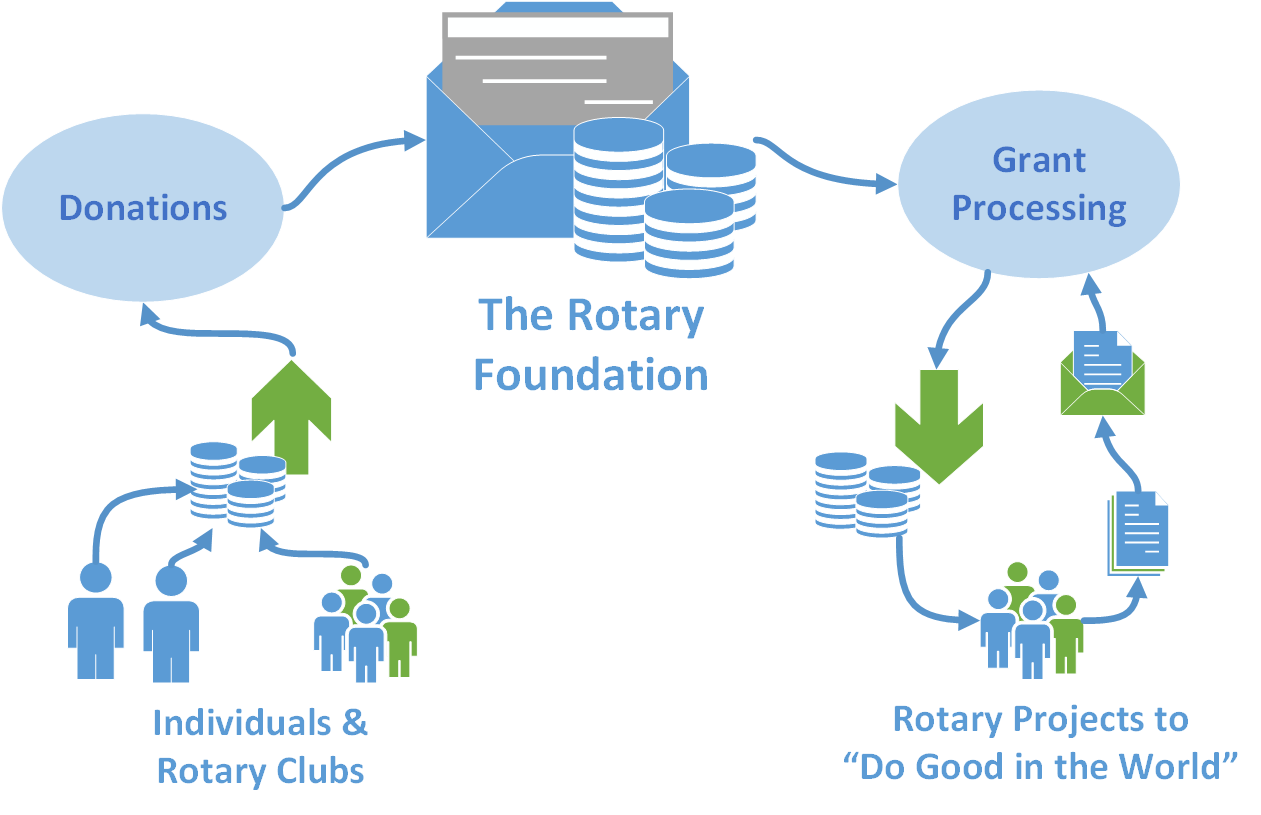 Donations
The Rotary
Foundation
Grant
Processing
Individuals &
Rotary Clubs
Rotary Projects to
“Do Good in the World”